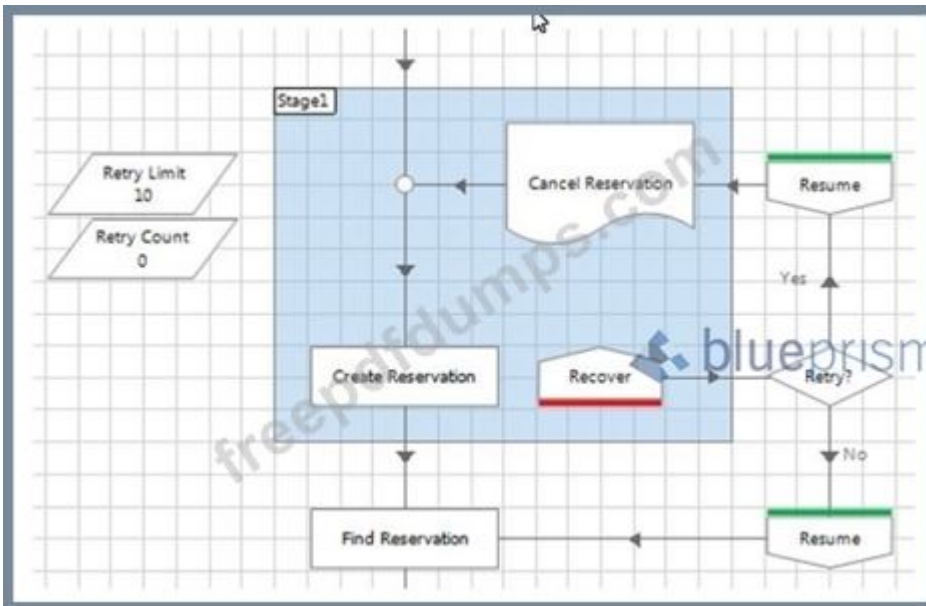 Stage1
Retry Limit
10
Retry Count
0
Cancel Reservation
Resume
Yes
Create Reservation
Recover
Retry?
blueprism
No
Find Reservation
Resume
freepdfdumps.com